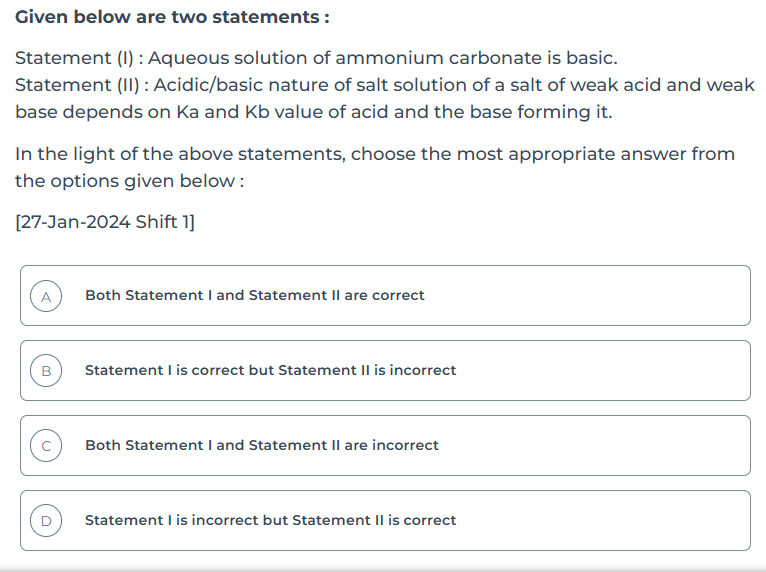 Given below are two statements :
Statement (I) : Aqueous solution of ammonium carbonate is basic.
Statement (II) : Acidic/basic nature of salt solution of a salt of weak acid and weak
base depends on Ka and Kb value of acid and the base forming it.
In the light of the above statements, choose the most appropriate answer from
the options given below :
[27-Jan-2024 Shift 1]
A Both Statement I and Statement II are correct
B Statement I is correct but Statement II is incorrect
C Both Statement I and Statement II are incorrect
D Statement I is incorrect but Statement II is correct